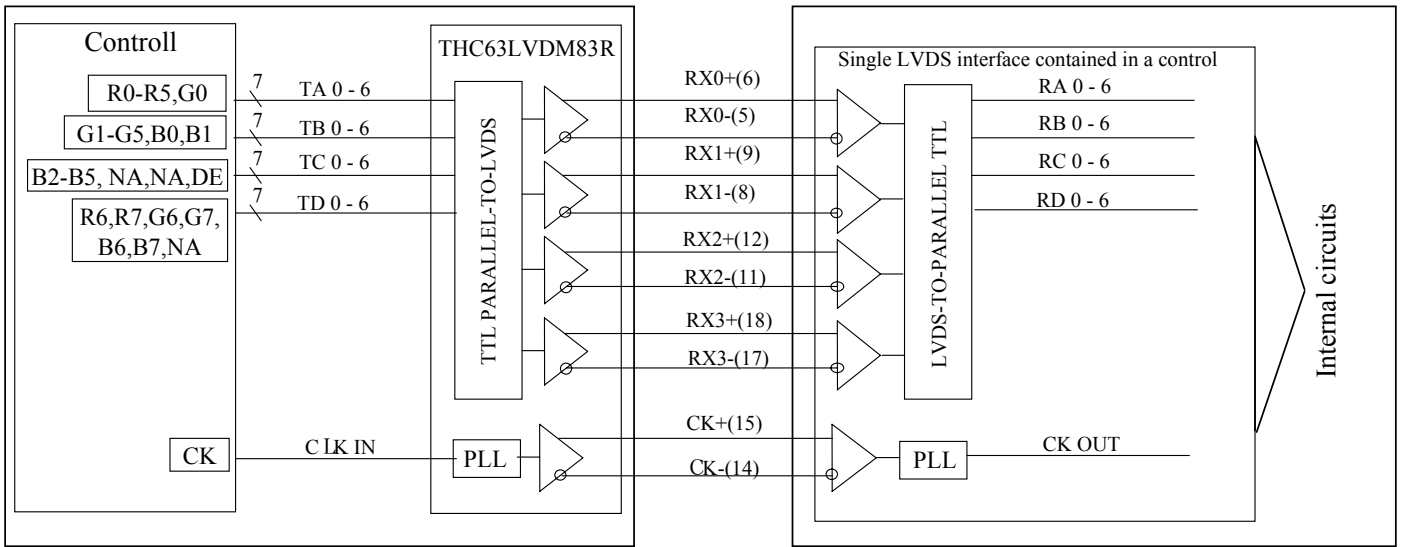 Controll
R0-R5,G0
G1-G5,B0,B1
B2-B5, NA,NA,DE
R6,R7,G6,G7,
B6,B7,NA
CK
7
TA 0 - 6
7
TB 0 - 6
7
TC 0 - 6
7
TD 0 - 6
CLK IN
THC63LVDM83R
TTL PARALLEL-TO-LVDS
PLL
RX0+(6)
RX0-(5)
RX1+(9)
RX1-(8)
RX2+(12)
RX2-(11)
RX3+(18)
RX3-(17)
CK+(15)
CK-(14)
Single LVDS interface contained in a control
LVDS-TO-PARALLEL TTL
PLL
RA 0 - 6
RB 0 - 6
RC 0 - 6
RD 0 - 6
CK OUT
Internal circuits